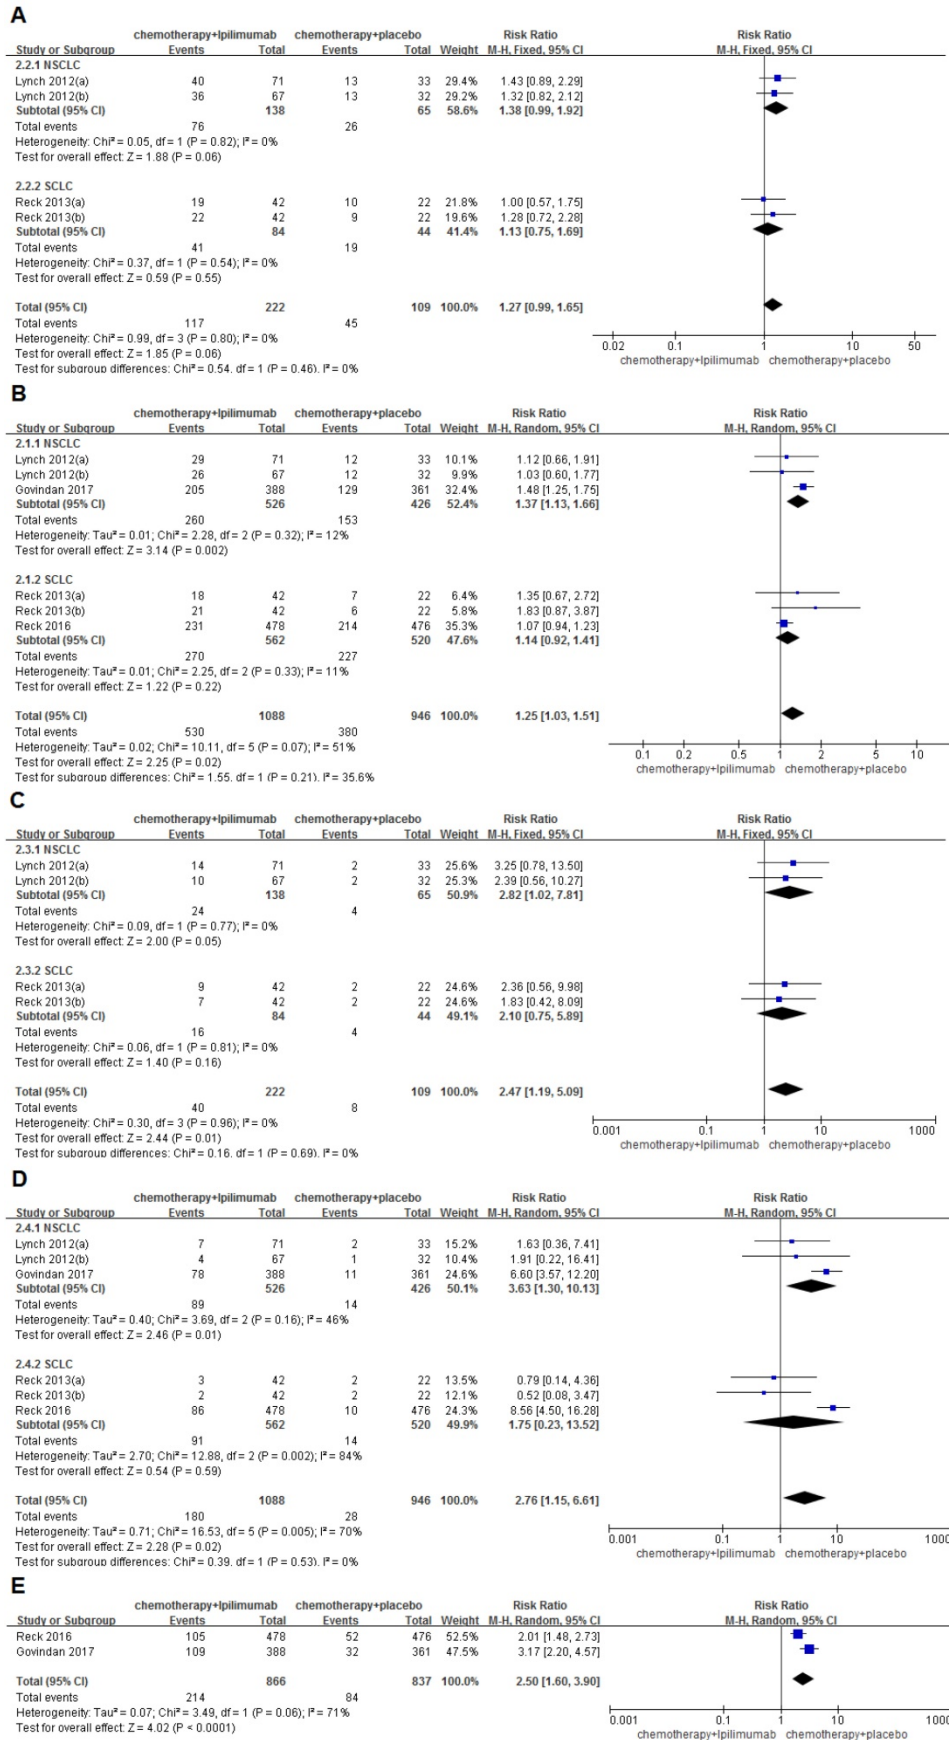 A
chemotherapy+Ipilimumab chemotherapy+placebo Risk Ratio Risk Ratio
Study or Subgroup Events Total Events Total Weight M-H, Fixed, 95% CI M-H, Fixed, 95% CI
2.2.1 NSCLC
Lynch 2012(a) 40 71 13 33 29.4% 1.43 [0.89, 2.29]
Lynch 2012(b) 36 67 13 32 29.2% 1.32 [0.82, 2.12]
Subtotal (95% CI) 138 65 58.6% 1.38 [0.99, 1.92]
Total events 76 26
Heterogeneity: Chi² = 0.05, df = 1 (P = 0.82); I² = 0%
Test for overall effect: Z = 1.88 (P = 0.06)
2.2.2 SCLC
Reck 2013(a) 19 42 10 22 21.8% 1.00 [0.57, 1.75]
Reck 2013(b) 22 42 9 22 19.6% 1.28 [0.72, 2.28]
Subtotal (95% CI) 84 44 41.4% 1.13 [0.75, 1.69]
Total events 41 19
Heterogeneity: Chi² = 0.37, df = 1 (P = 0.54); I² = 0%
Test for overall effect: Z = 0.59 (P = 0.55)
Total (95% CI) 222 109 100.0% 1.27 [0.99, 1.65]
Total events 117 45
Heterogeneity: Chi² = 0.99, df = 3 (P = 0.80); I² = 0%
Test for overall effect: Z = 1.85 (P = 0.06)
Test for subgroup differences: Chi² = 0.54, df = 1 (P = 0.46), I² = 0%
0.02 0.1 1 10 50
chemotherapy+Ipilimumab chemotherapy+placebo
B
chemotherapy+Ipilimumab chemotherapy+placebo Risk Ratio Risk Ratio
Study or Subgroup Events Total Events Total Weight M-H, Random, 95% CI M-H, Random, 95% CI
2.1.1 NSCLC
Lynch 2012(a) 29 71 12 33 10.1% 1.12 [0.66, 1.91]
Lynch 2012(b) 26 67 12 32 9.9% 1.03 [0.60, 1.77]
Govindan 2017 205 388 129 361 32.4% 1.48 [1.25, 1.75]
Subtotal (95% CI) 526 426 52.4% 1.37 [1.13, 1.66]
Total events 260 153
Heterogeneity: Tau² = 0.01; Chi² = 2.28, df = 2 (P = 0.32); I² = 12%
Test for overall effect: Z = 3.14 (P = 0.002)
2.1.2 SCLC
Reck 2013(a) 18 42 7 22 6.4% 1.35 [0.67, 2.72]
Reck 2013(b) 21 42 6 22 5.8% 1.83 [0.87, 3.87]
Reck 2016 231 478 214 476 35.3% 1.07 [0.94, 1.23]
Subtotal (95% CI) 562 520 47.6% 1.14 [0.92, 1.41]
Total events 270 227
Heterogeneity: Tau² = 0.01; Chi² = 2.25, df = 2 (P = 0.33); I² = 11%
Test for overall effect: Z = 1.22 (P = 0.22)
Total (95% CI) 1088 946 100.0% 1.25 [1.03, 1.51]
Total events 530 380
Heterogeneity: Tau² = 0.02; Chi² = 10.11, df = 5 (P = 0.07); I² = 51%
Test for overall effect: Z = 2.25 (P = 0.02)
Test for subgroup differences: Chi² = 1.55, df = 1 (P = 0.21), I² = 35.6%
0.1 0.2 0.5 1 2 5 10
chemotherapy+Ipilimumab chemotherapy+placebo
C
chemotherapy+Ipilimumab chemotherapy+placebo Risk Ratio Risk Ratio
Study or Subgroup Events Total Events Total Weight M-H, Fixed, 95% CI M-H, Fixed, 95% CI
2.3.1 NSCLC
Lynch 2012(a) 14 71 2 33 25.6% 3.25 [0.78, 13.50]
Lynch 2012(b) 10 67 2 32 25.3% 2.39 [0.56, 10.27]
Subtotal (95% CI) 138 65 50.9% 2.82 [1.02, 7.81]
Total events 24 4
Heterogeneity: Chi² = 0.09, df = 1 (P = 0.77); I² = 0%
Test for overall effect: Z = 2.00 (P = 0.05)
2.3.2 SCLC
Reck 2013(a) 9 42 2 22 24.6% 2.36 [0.56, 9.98]
Reck 2013(b) 7 42 2 22 24.6% 1.83 [0.42, 8.09]
Subtotal (95% CI) 84 44 49.1% 2.10 [0.75, 5.89]
Total events 16 4
Heterogeneity: Chi² = 0.06, df = 1 (P = 0.81); I² = 0%
Test for overall effect: Z = 1.40 (P = 0.16)
Total (95% CI) 222 109 100.0% 2.47 [1.19, 5.09]
Total events 40 8
Heterogeneity: Chi² = 0.30, df = 3 (P = 0.96); I² = 0%
Test for overall effect: Z = 2.44 (P = 0.01)
Test for subgroup differences: Chi² = 0.16, df = 1 (P = 0.69), I² = 0%
0.001 0.1 1 10 1000
chemotherapy+Ipilimumab chemotherapy+placebo
D
chemotherapy+Ipilimumab chemotherapy+placebo Risk Ratio Risk Ratio
Study or Subgroup Events Total Events Total Weight M-H, Random, 95% CI M-H, Random, 95% CI
2.4.1 NSCLC
Lynch 2012(a) 7 71 2 33 15.2% 1.63 [0.36, 7.41]
Lynch 2012(b) 4 67 1 32 10.4% 1.91 [0.22, 16.41]
Govindan 2017 78 388 11 361 24.6% 6.60 [3.57, 12.20]
Subtotal (95% CI) 526 426 50.1% 3.63 [1.30, 10.13]
Total events 89 14
Heterogeneity: Tau² = 0.40; Chi² = 3.69, df = 2 (P = 0.16); I² = 46%
Test for overall effect: Z = 2.46 (P = 0.01)
2.4.2 SCLC
Reck 2013(a) 3 42 2 22 13.5% 0.79 [0.14, 4.36]
Reck 2013(b) 2 42 2 22 12.1% 0.52 [0.08, 3.47]
Reck 2016 86 478 10 476 24.3% 8.56 [4.50, 16.28]
Subtotal (95% CI) 562 520 49.9% 1.75 [0.23, 13.52]
Total events 91 14
Heterogeneity: Tau² = 2.70; Chi² = 12.88, df = 2 (P = 0.002); I² = 84%
Test for overall effect: Z = 0.54 (P = 0.59)
Total (95% CI) 1088 946 100.0% 2.76 [1.15, 6.61]
Total events 180 28
Heterogeneity: Tau² = 0.71; Chi² = 16.53, df = 5 (P = 0.005); I² = 70%
Test for overall effect: Z = 2.28 (P = 0.02)
Test for subgroup differences: Chi² = 0.39, df = 1 (P = 0.53), I² = 0%
0.001 0.1 1 10 1000
chemotherapy+Ipilimumab chemotherapy+placebo
E
chemotherapy+Ipilimumab chemotherapy+placebo Risk Ratio Risk Ratio
Study or Subgroup Events Total Events Total Weight M-H, Random, 95% CI M-H, Random, 95% CI
Reck 2016 105 478 52 476 52.5% 2.01 [1.48, 2.73]
Govindan 2017 109 388 32 361 47.5% 3.17 [2.20, 4.57]
Total (95% CI) 866 837 100.0% 2.50 [1.60, 3.90]
Total events 214 84
Heterogeneity: Tau² = 0.07; Chi² = 3.49, df = 1 (P = 0.06); I² = 71%
Test for overall effect: Z = 4.02 (P < 0.0001)
0.001 0.1 1 10 1000
chemotherapy+Ipilimumab chemotherapy+placebo